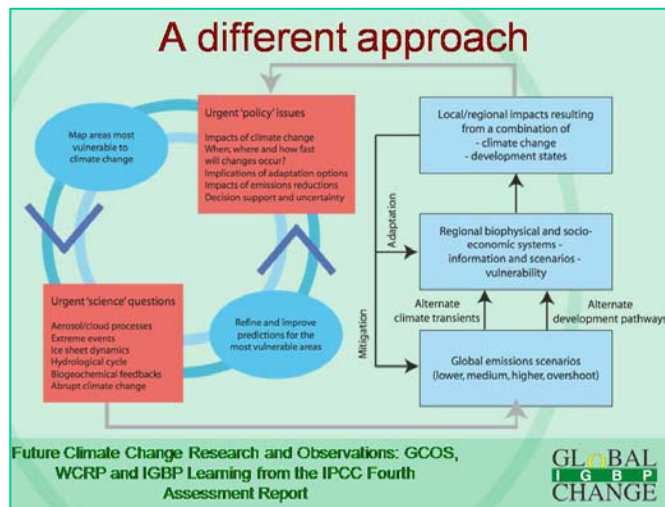 A different approach
Map areas most
vulnerable to
climate change
Urgent 'policy' issues
Impacts of climate change
When, where and how fast
will changes occur?
Implications of adaptation options
Impacts of emissions reductions
Decision support and uncertainty
Urgent 'science' questions
Aerosol/cloud processes
Extreme events
Ice sheet dynamics
Hydrological cycle
Biogeochemical feedbacks
Abrupt climate change
Refine and improve
predictions for the
most vulnerable areas
Local/regional impacts resulting
from a combination of
- climate change
- development states
Adaptation
Regional biophysical and socio-
economic systems -
information and scenarios -
vulnerability
Mitigation
Alternate
climate transients
Alternate
development pathways
Global emissions scenarios
(lower, medium, higher, overshoot)
Future Climate Change Research and Observations: GCOS,
WCRP and IGBP Learning from the IPCC Fourth
Assessment Report
GLOBAL
IGBP
CHANGE